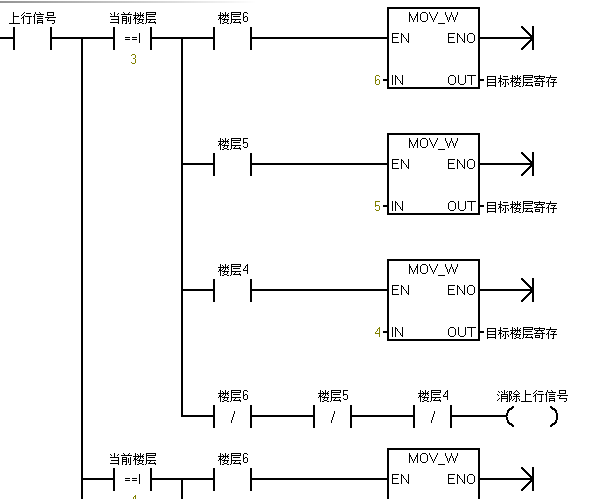 上行信号 当前楼层 楼层6 MOV_W
==I EN ENO
3
6 IN OUT 目标楼层寄存
楼层5 MOV_W
EN ENO
5 IN OUT 目标楼层寄存
楼层4 MOV_W
EN ENO
4 IN OUT 目标楼层寄存
楼层6 楼层5 楼层4 消除上行信号
/ / /
当前楼层 楼层6 MOV_W
==I EN ENO